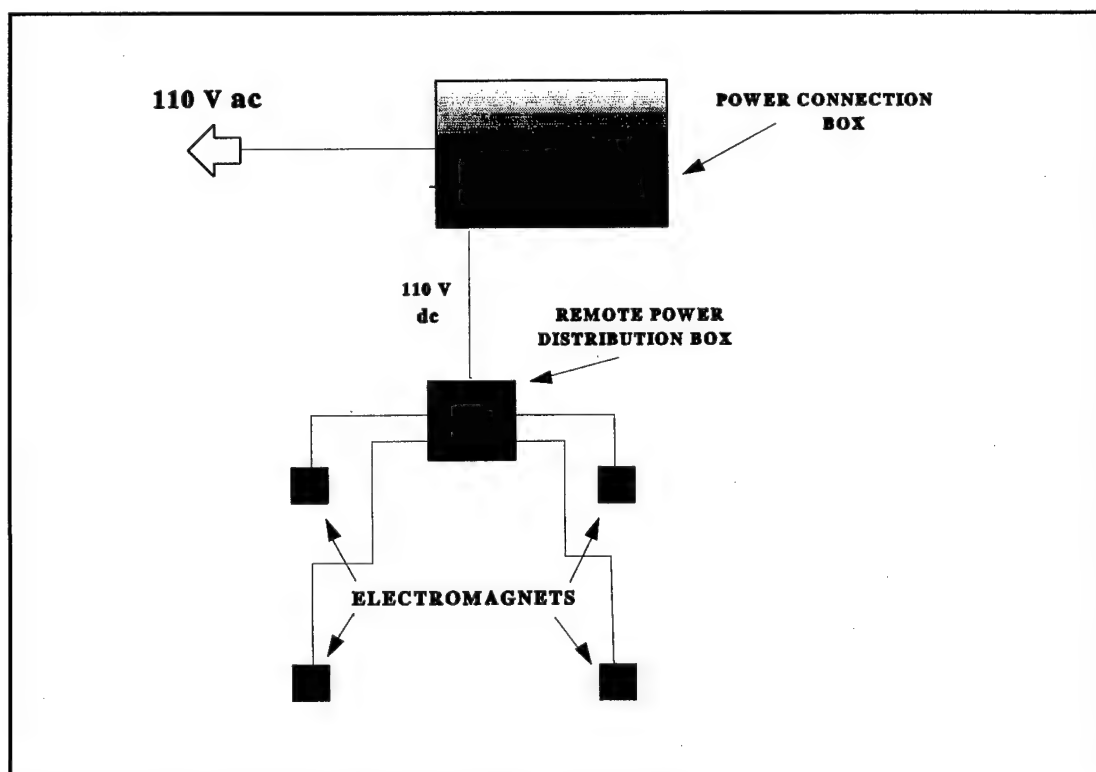 110 V ac
POWER CONNECTION
BOX
110 V
dc
REMOTE POWER
DISTRIBUTION BOX
ELECTROMAGNETS